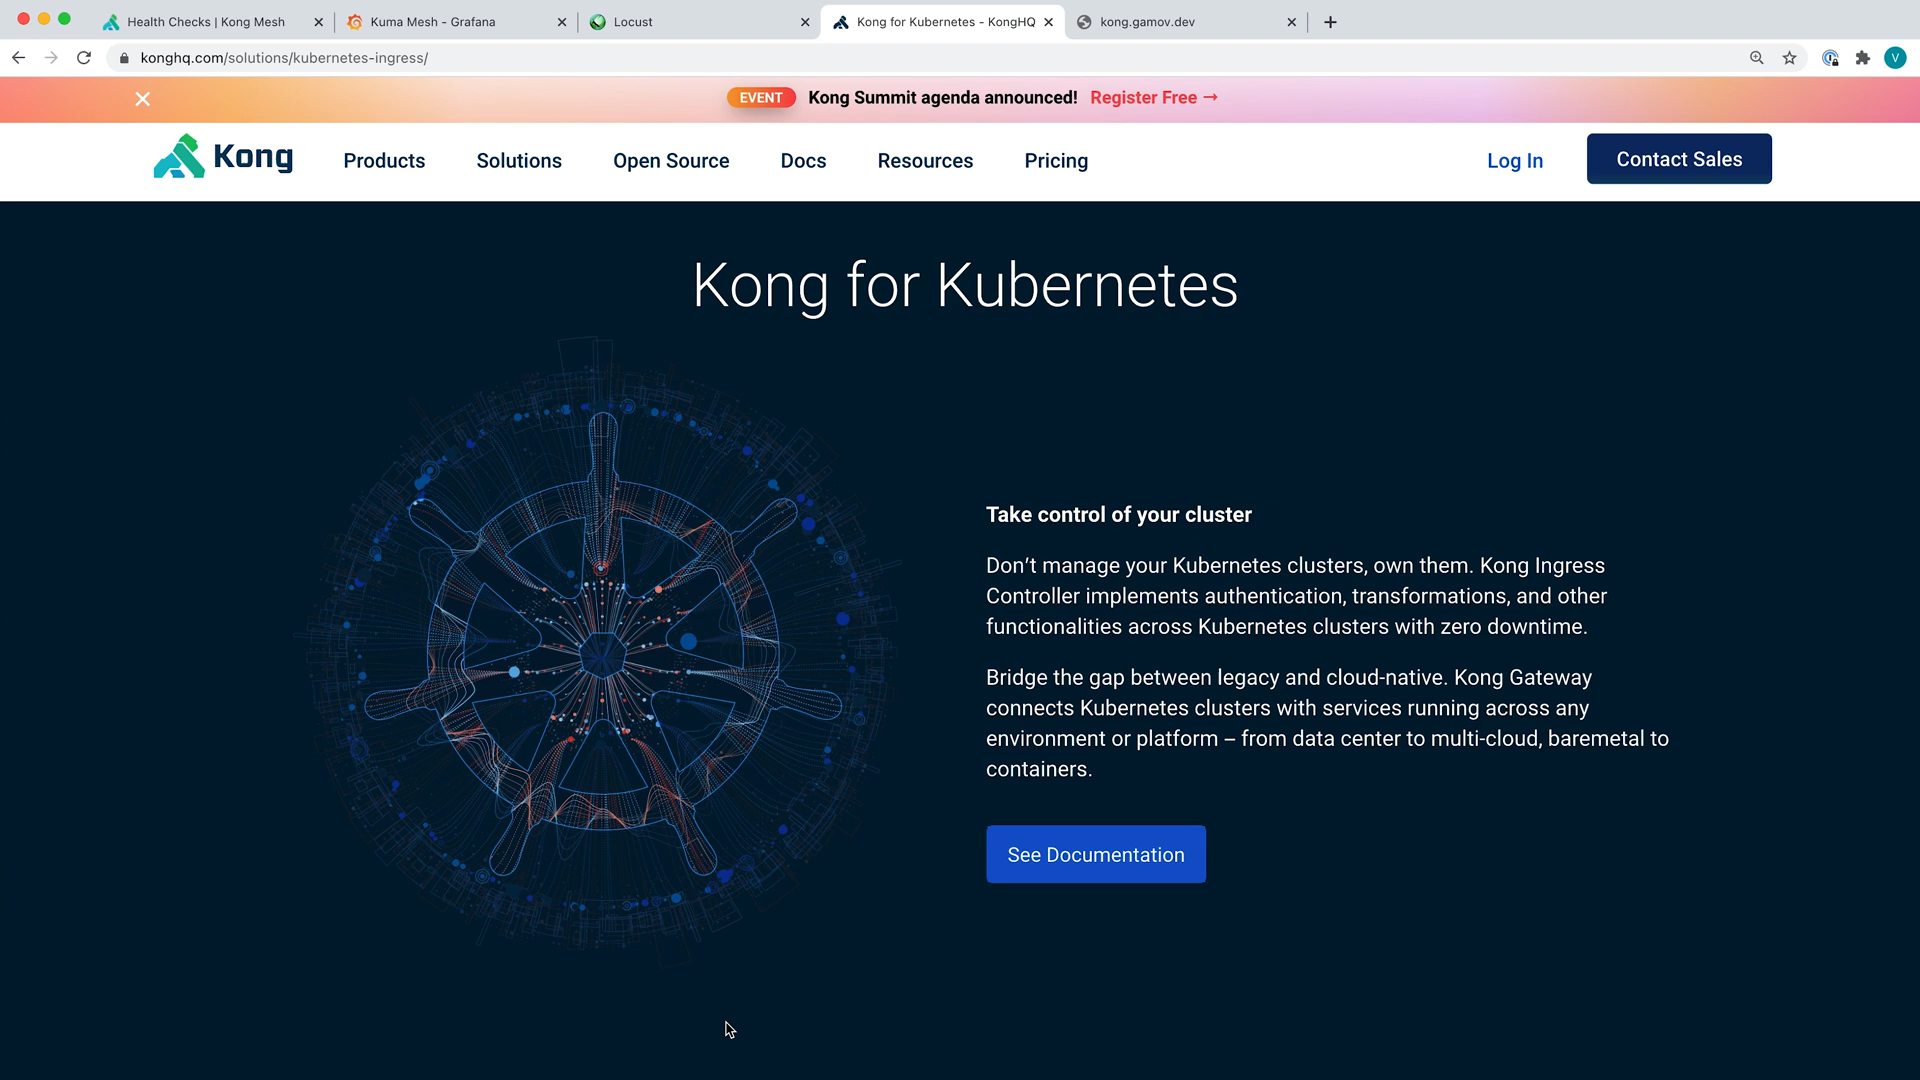 Health Checks | Kong Mesh
Kuma Mesh - Grafana
Locust
Kong for Kubernetes - KongHQ
kong.gamov.dev
konghq.com/solutions/kubernetes-ingress/
V
EVENT Kong Summit agenda announced! Register Free →
Kong
Products
Solutions
Open Source
Docs
Resources
Pricing
Log In
Contact Sales
Kong for Kubernetes
Take control of your cluster
Don’t manage your Kubernetes clusters, own them. Kong Ingress
Controller implements authentication, transformations, and other
functionalities across Kubernetes clusters with zero downtime.
Bridge the gap between legacy and cloud-native. Kong Gateway
connects Kubernetes clusters with services running across any
environment or platform – from data center to multi-cloud, baremetal to
containers.
See Documentation